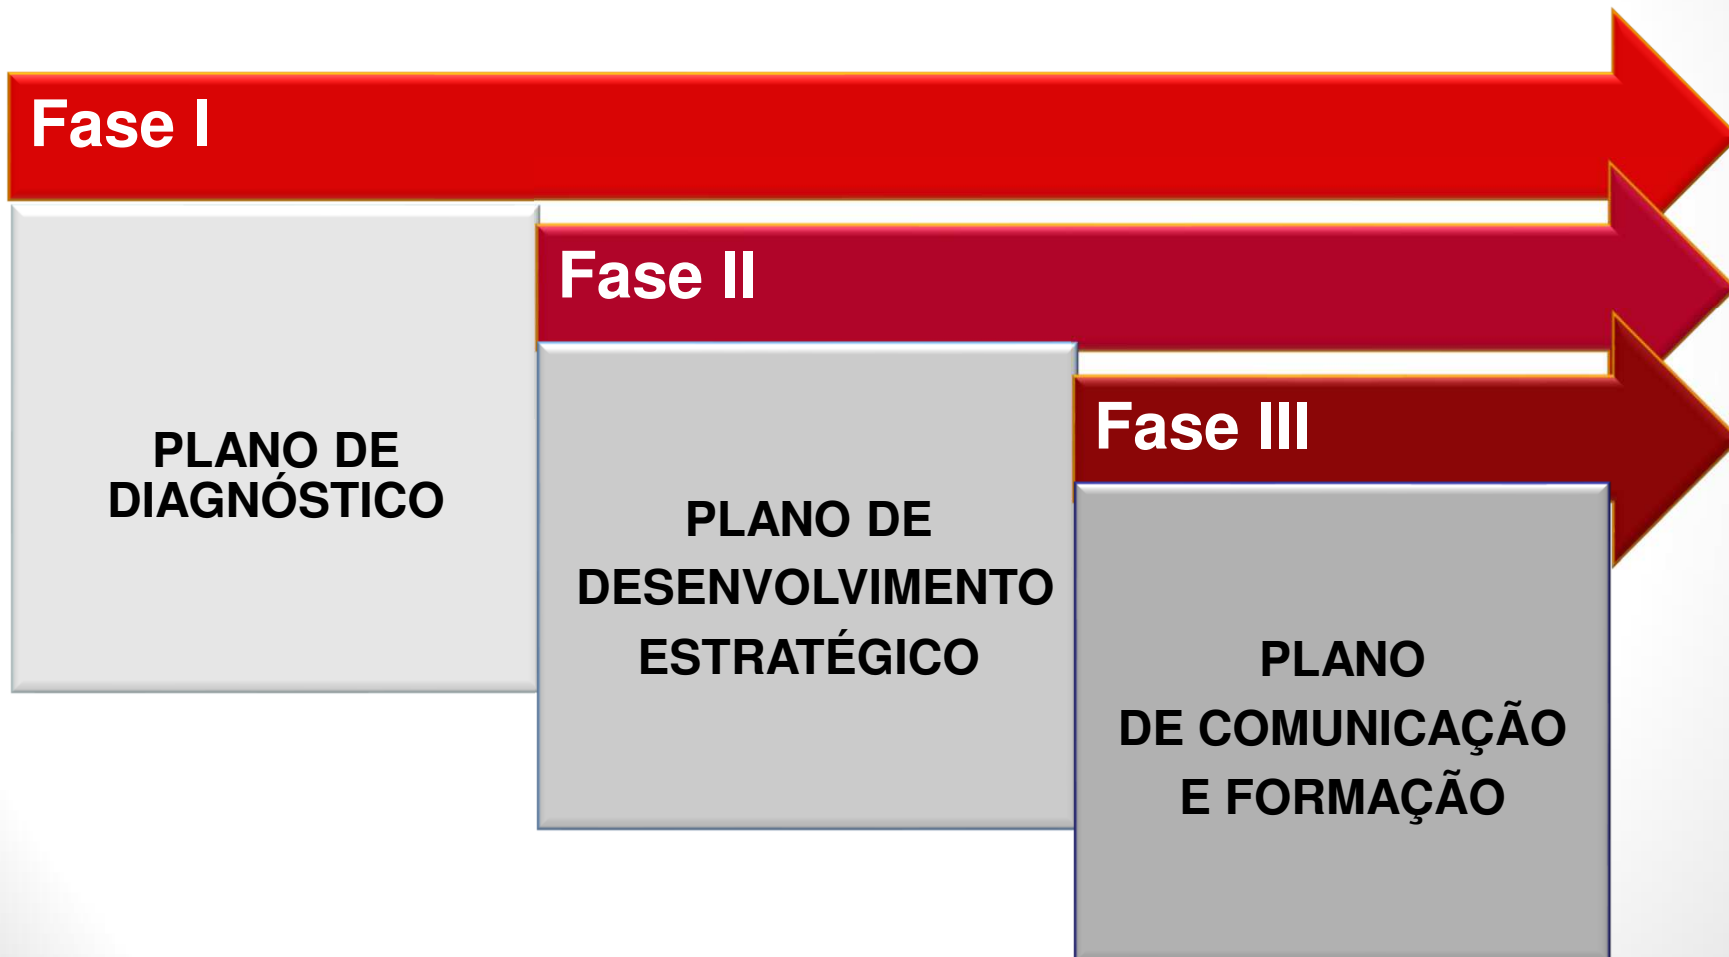 Fase I
PLANO DE
DIAGNÓSTICO
Fase II
PLANO DE
DESENVOLVIMENTO
ESTRATÉGICO
Fase III
PLANO
DE COMUNICAÇÃO
E FORMAÇÃO